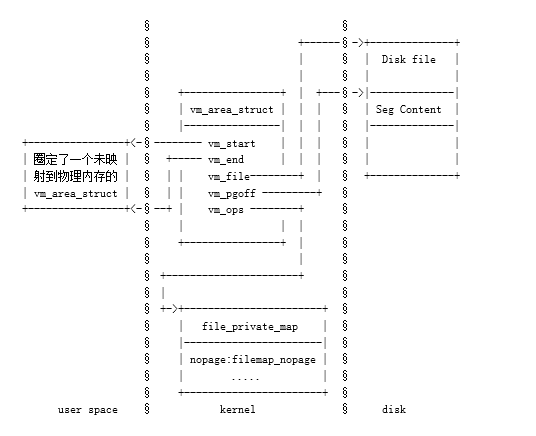 Disk file
vm_area_struct
Seg Content
vm_start
圈定了一个未映
vm_end
射到物理内存的
vm_file
vm_area_struct
vm_pgoff
vm_ops
file_private_map
nopage:filemap_nopage
.....
user space
kernel
disk